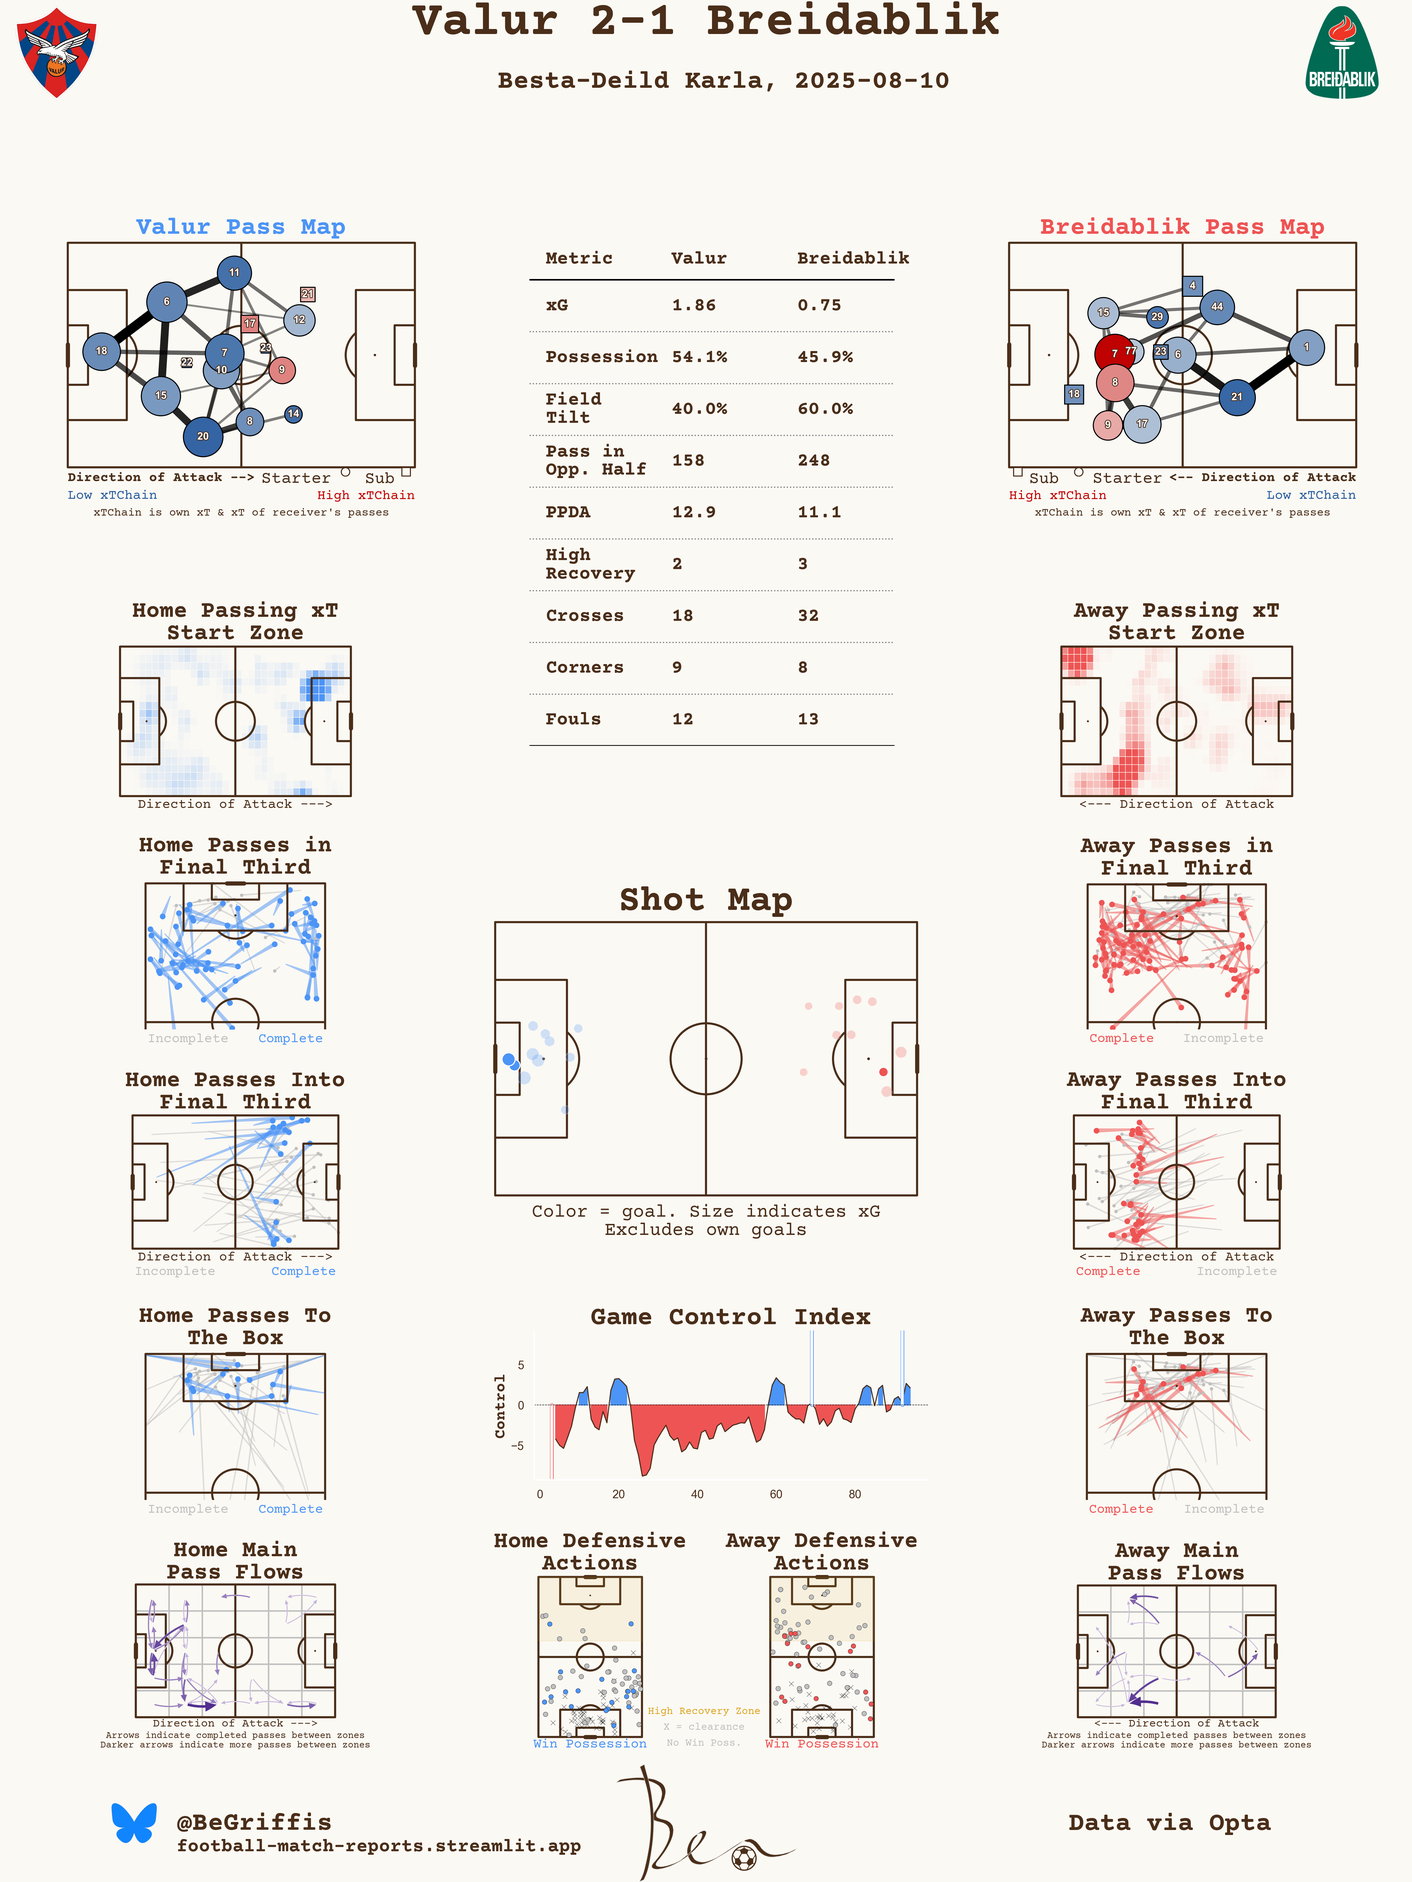 Valur 2-1 Breidablik
Besta-Deild Karla, 2025-08-10
VALUR
BREIÐABLIK
Valur Pass Map
11
21
6
12
17
23
18
7
22
10
9
15
14
8
20
Direction of Attack --> Starter Sub
Low xTChain High xTChain
xTChain is own xT & xT of receiver's passes
Metric Valur Breidablik
xG 1.86 0.75
Possession 54.1% 45.9%
Field
Tilt 40.0% 60.0%
Pass in
Opp. Half 158 248
PPDA 12.9 11.1
High
Recovery 2 3
Crosses 18 32
Corners 9 8
Fouls 12 13
Breidablik Pass Map
4
44
15
29
7
77
23
6
1
8
18
21
9
17
Sub Starter <-- Direction of Attack
High xTChain Low xTChain
xTChain is own xT & xT of receiver's passes
Home Passing xT
Start Zone
Direction of Attack --->
Away Passing xT
Start Zone
<--- Direction of Attack
Home Passes in
Final Third
Incomplete Complete
Shot Map
Color = goal. Size indicates xG
Excludes own goals
Away Passes in
Final Third
Complete Incomplete
Home Passes Into
Final Third
Direction of Attack --->
Incomplete Complete
Away Passes Into
Final Third
<--- Direction of Attack
Complete Incomplete
Home Passes To
The Box
Incomplete Complete
Game Control Index
Control
5
0
−5
0 20 40 60 80
Away Passes To
The Box
Complete Incomplete
Home Main
Pass Flows
Direction of Attack --->
Arrows indicate completed passes between zones
Darker arrows indicate more passes between zones
Home Defensive
Actions
Win Possession
High Recovery Zone
X = clearance
No Win Poss.
Away Defensive
Actions
Win Possession
Away Main
Pass Flows
<--- Direction of Attack
Arrows indicate completed passes between zones
Darker arrows indicate more passes between zones
@BeGriffis
football-match-reports.streamlit.app
Ben
Data via Opta